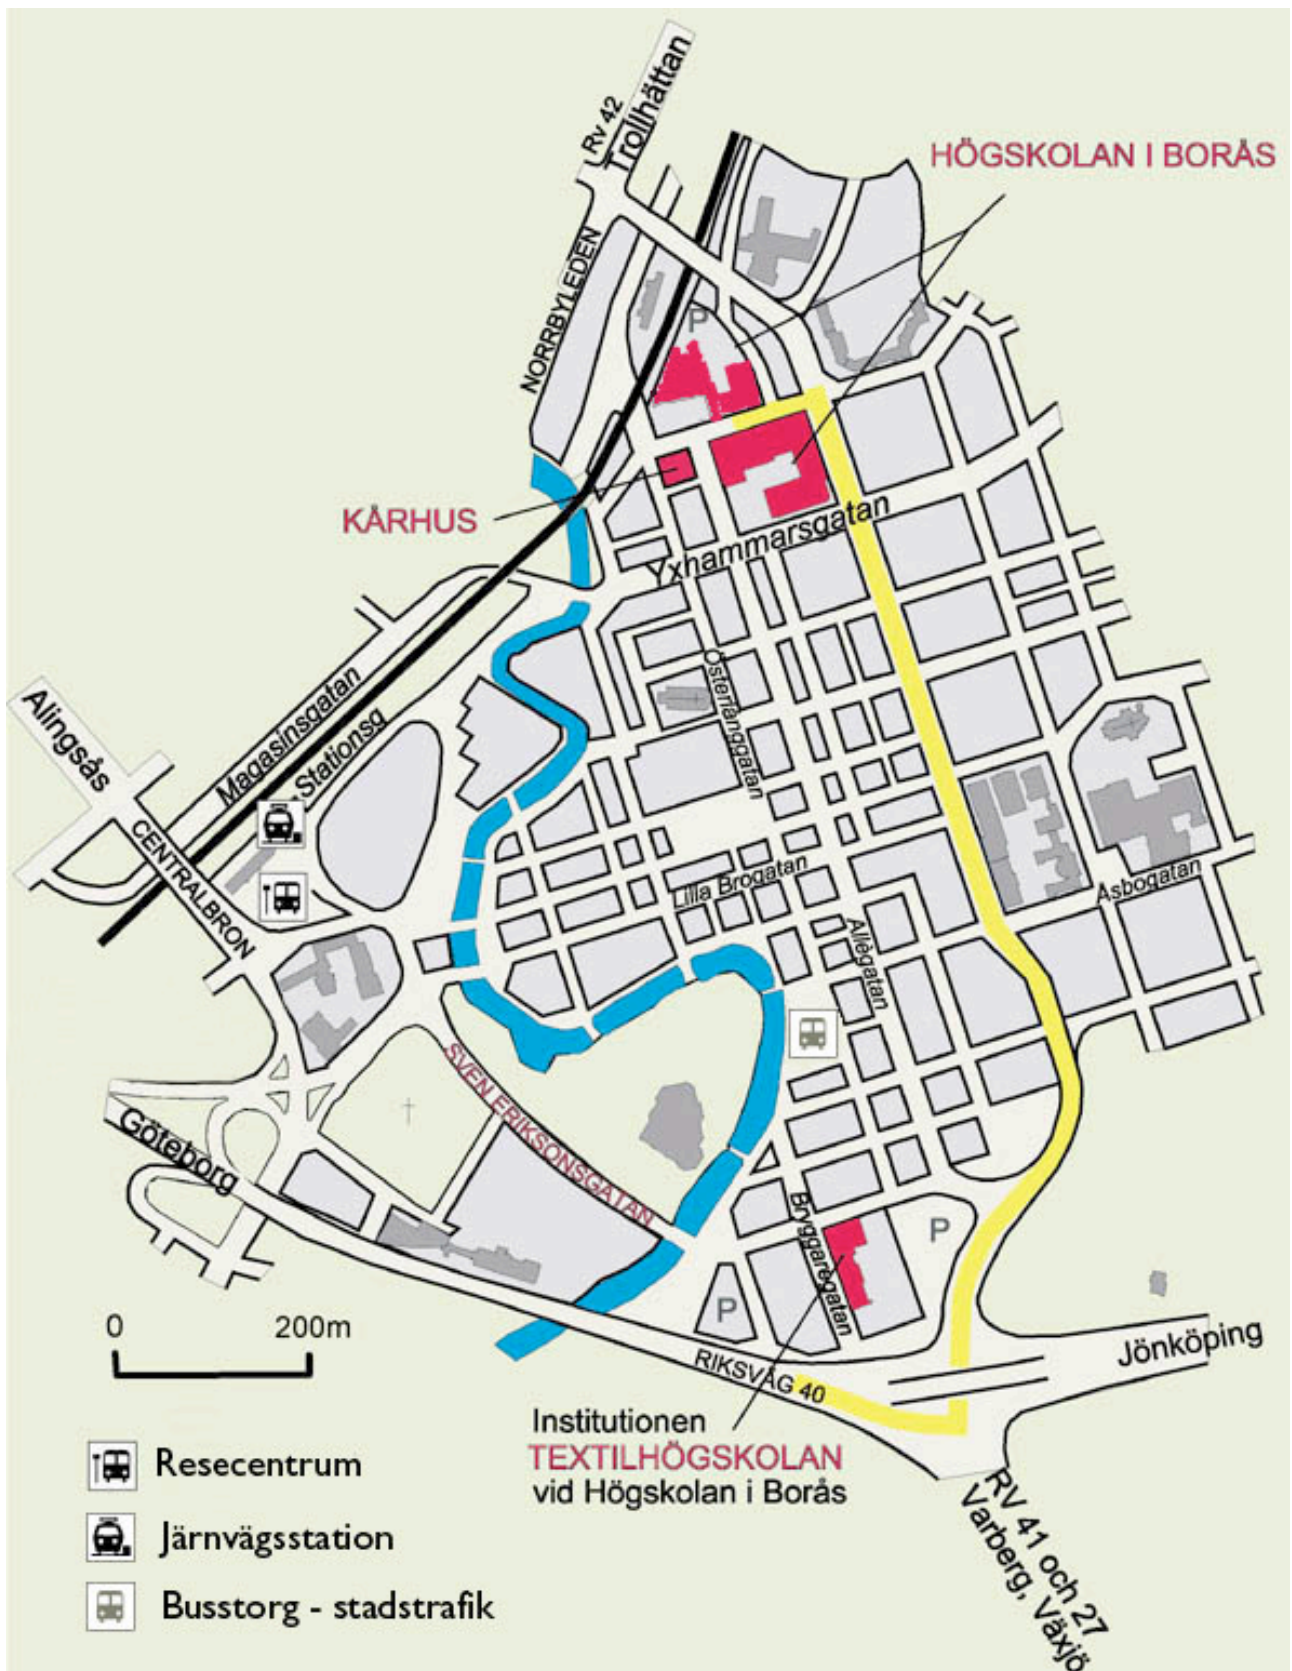 Rv 42
Trollhättan
HÖGSKOLAN I BORÅS
NORRBYLEDEN
P
KÅRHUS
Yxhammarsgatan
Österlånggatan
Alingsås
Magasinsgatan
Stationsg
CENTRALBRON
Lilla Brogatan
Allégatan
Åsbogatan
SVEN ERIKSONSGATAN
Göteborg
Bryggaregatan
P
P
0 200m
RIKSVÄG 40
Jönköping
Institutionen
TEXTILHÖGSKOLAN
vid Högskolan i Borås
RV 41 och 27
Varberg, Växjö
Resecentrum
Järnvägsstation
Busstorg - stadstrafik